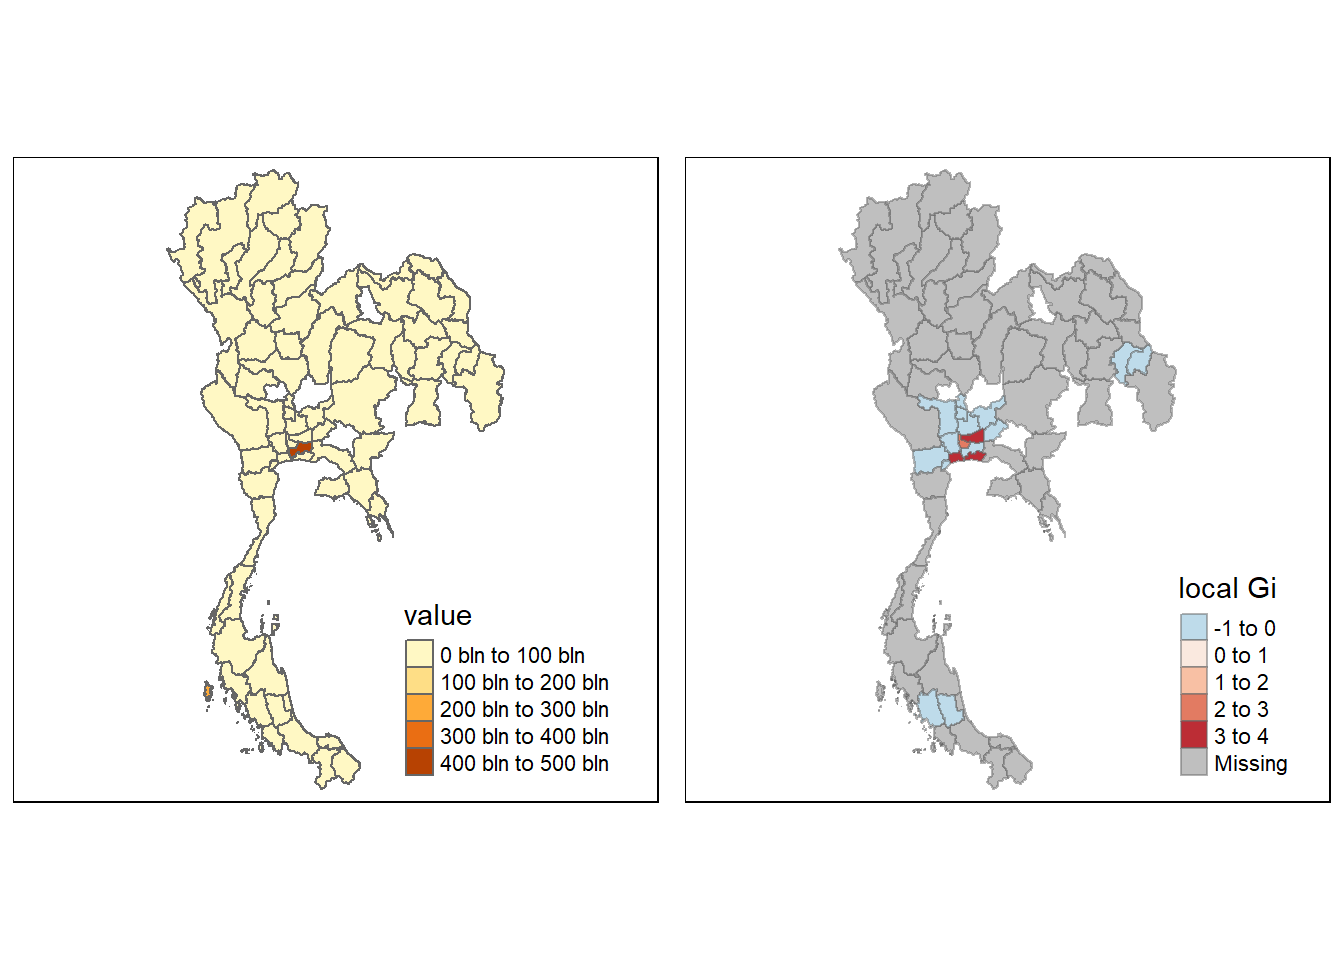 value
0 bln to 100 bln
100 bln to 200 bln
200 bln to 300 bln
300 bln to 400 bln
400 bln to 500 bln
local Gi
-1 to 0
0 to 1
1 to 2
2 to 3
3 to 4
Missing